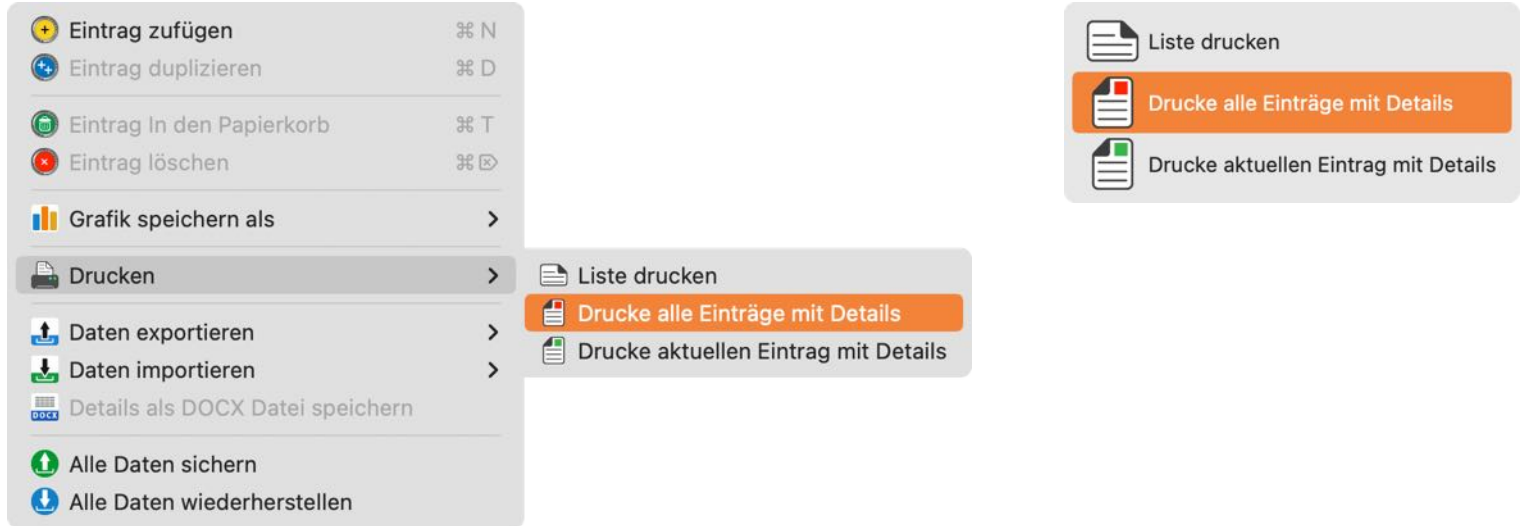 Eintrag zufügen ⌘ N
Eintrag duplizieren ⌘ D
Eintrag In den Papierkorb ⌘ T
Eintrag löschen ⌘ ⌦
Grafik speichern als
Drucken
Daten exportieren
Daten importieren
DOCX Details als DOCX Datei speichern
Alle Daten sichern
Alle Daten wiederherstellen
Liste drucken
Drucke alle Einträge mit Details
Drucke aktuellen Eintrag mit Details
Liste drucken
Drucke alle Einträge mit Details
Drucke aktuellen Eintrag mit Details